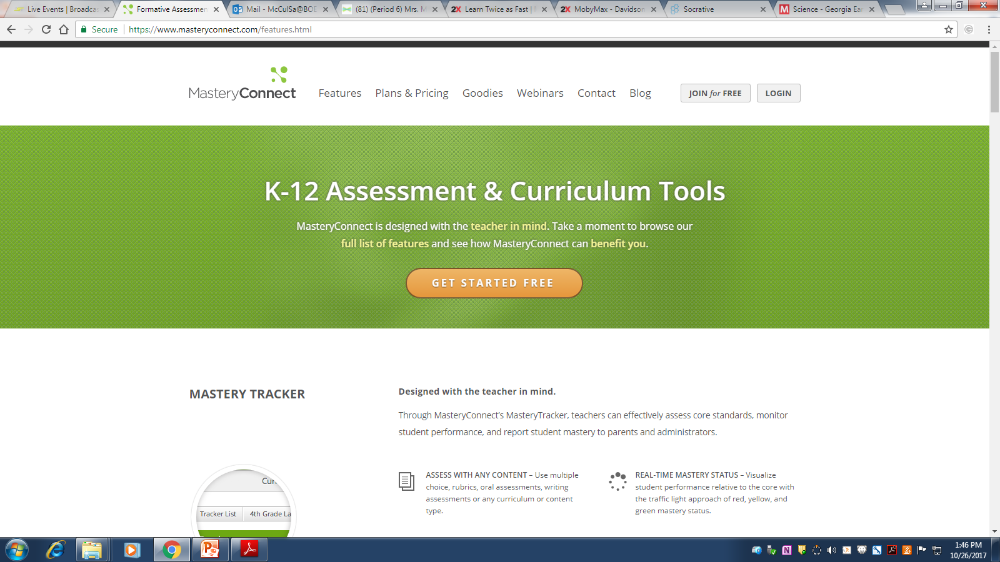 Live Events | Broadcas
Formative Assessmen
Mail - McCulSa@BOE
(81) (Period 6) Mrs. M
2X Learn Twice as Fast |
2X MobyMax - Davidson
Socrative
M Science - Georgia Ear
Secure https://www.masteryconnect.com/features.html
MasteryConnect
Features Plans & Pricing Goodies Webinars Contact Blog
JOIN for FREE LOGIN
K-12 Assessment & Curriculum Tools
MasteryConnect is designed with the teacher in mind. Take a moment to browse our
full list of features and see how MasteryConnect can benefit you.
GET STARTED FREE
MASTERY TRACKER
Designed with the teacher in mind.
Through MasteryConnect’s MasteryTracker, teachers can effectively assess core standards, monitor
student performance, and report student mastery to parents and administrators.
Curr
Tracker List 4th Grade La
ASSESS WITH ANY CONTENT – Use multiple
choice, rubrics, oral assessments, writing
assessments or any curriculum or content
type.
REAL-TIME MASTERY STATUS – Visualize
student performance relative to the core with
the traffic light approach of red, yellow, and
green mastery status.
1:46 PM
10/26/2017